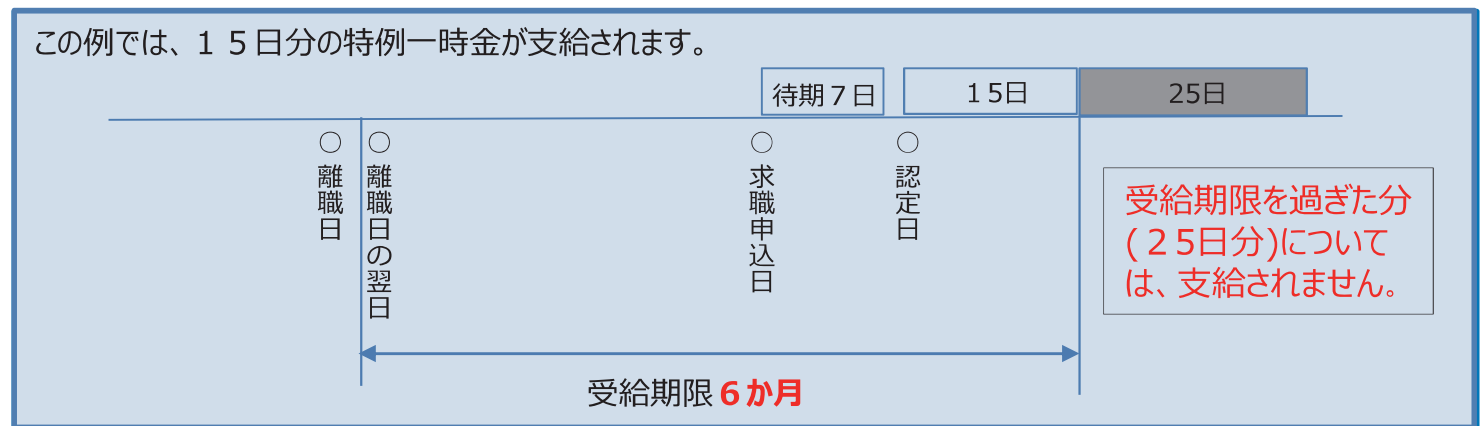 この例では、１５日分の特例一時金が支給されます。
待期７日
１５日
25日
○離職日
○離職日の翌日
○求職申込日
○認定日
受給期限を過ぎた分
(２５日分)について
は、支給されません。
受給期限６か月